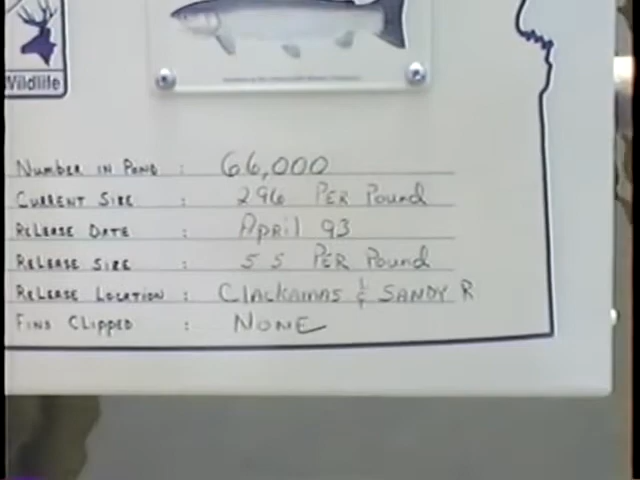 Wildlife
Number in Pond : 66,000
Current Size : 296 Per Pound
Release Date : April 93
Release Size : 5.5 Per Pound
Release Location : Clackamas & Sandy R
Fins Clipped : None